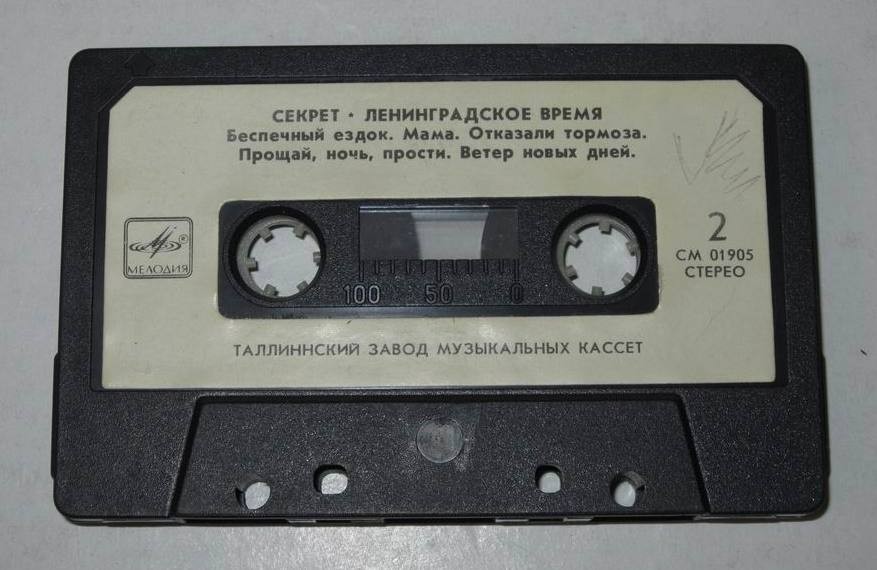 СЕКРЕТ • ЛЕНИНГРАДСКОЕ ВРЕМЯ
Беспечный ездок. Мама. Отказали тормоза.
Прощай, ночь, прости. Ветер новых дней.
2
СМ 01905
СТЕРЕО
®
МЕЛОДИЯ
100 50 0
ТАЛЛИННСКИЙ ЗАВОД МУЗЫКАЛЬНЫХ КАССЕТ